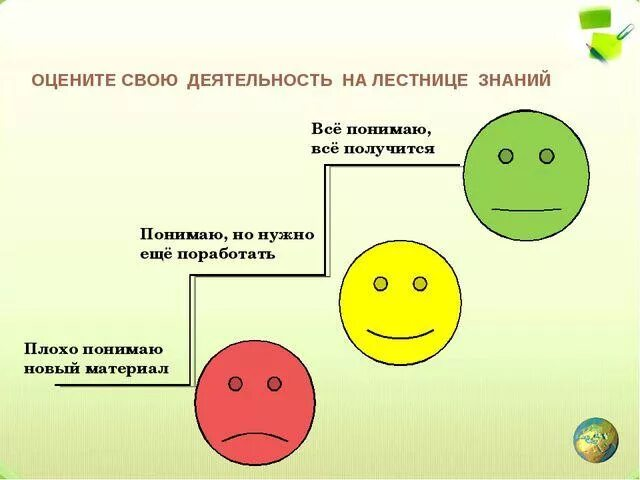 ОЦЕНИТЕ СВОЮ ДЕЯТЕЛЬНОСТЬ НА ЛЕСТНИЦЕ ЗНАНИЙ
Всё понимаю,
всё получится
Понимаю, но нужно
ещё поработать
Плохо понимаю
новый материал